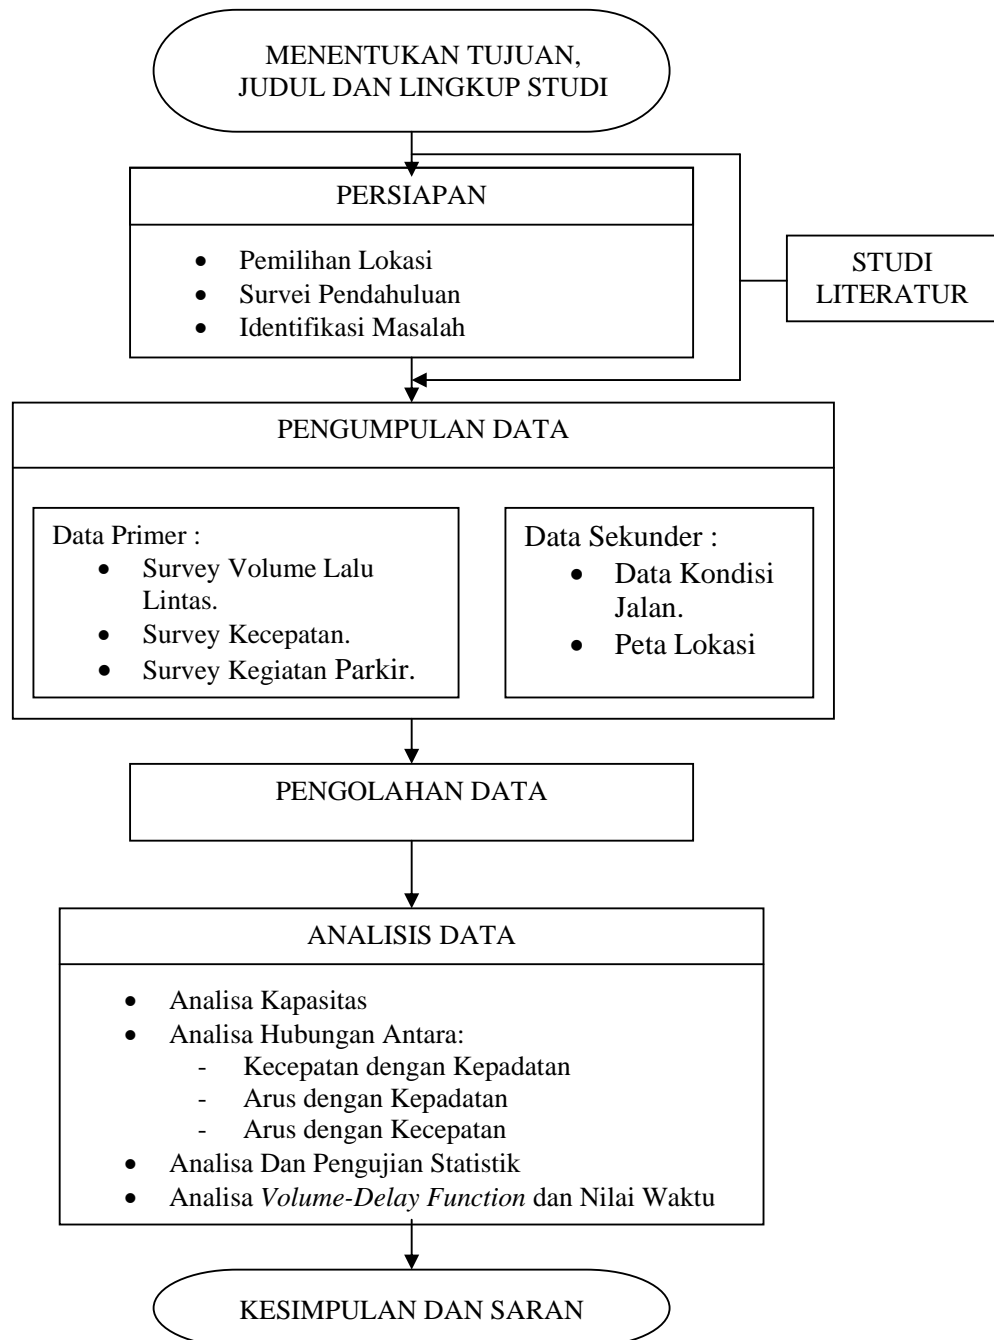 MENENTUKAN TUJUAN,
JUDUL DAN LINGKUP STUDI
PERSIAPAN
• Pemilihan Lokasi
• Survei Pendahuluan
• Identifikasi Masalah
STUDI
LITERATUR
PENGUMPULAN DATA
Data Primer :
• Survey Volume Lalu
Lintas.
• Survey Kecepatan.
• Survey Kegiatan Parkir.
Data Sekunder :
• Data Kondisi
Jalan.
• Peta Lokasi
PENGOLAHAN DATA
ANALISIS DATA
• Analisa Kapasitas
• Analisa Hubungan Antara:
- Kecepatan dengan Kepadatan
- Arus dengan Kepadatan
- Arus dengan Kecepatan
• Analisa Dan Pengujian Statistik
• Analisa Volume-Delay Function dan Nilai Waktu
KESIMPULAN DAN SARAN